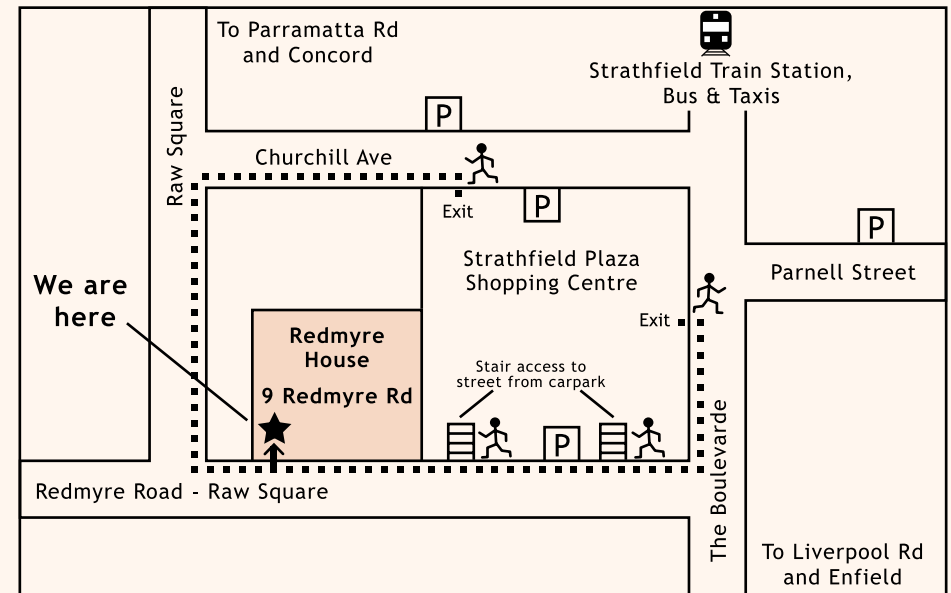 To Parramatta Rd
and Concord
Strathfield Train Station,
Bus & Taxis
P
Raw Square
Churchill Ave
Exit
P
P
Strathfield Plaza
Shopping Centre
Parnell Street
We are
here
Exit
Redmyre
House
9 Redmyre Rd
Stair access to
street from carpark
P
Redmyre Road - Raw Square
The Boulevarde
To Liverpool Rd
and Enfield